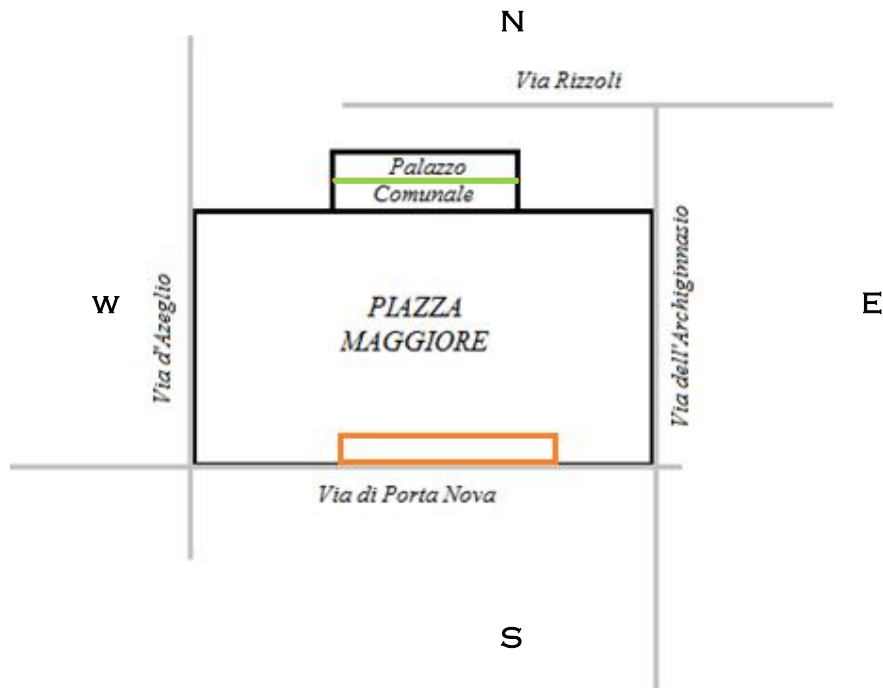 N
Via Rizzoli
Palazzo
Comunale
W
Via d'Azeglio
PIAZZA
MAGGIORE
Via dell'Archiginnasio
E
Via di Porta Nova
S